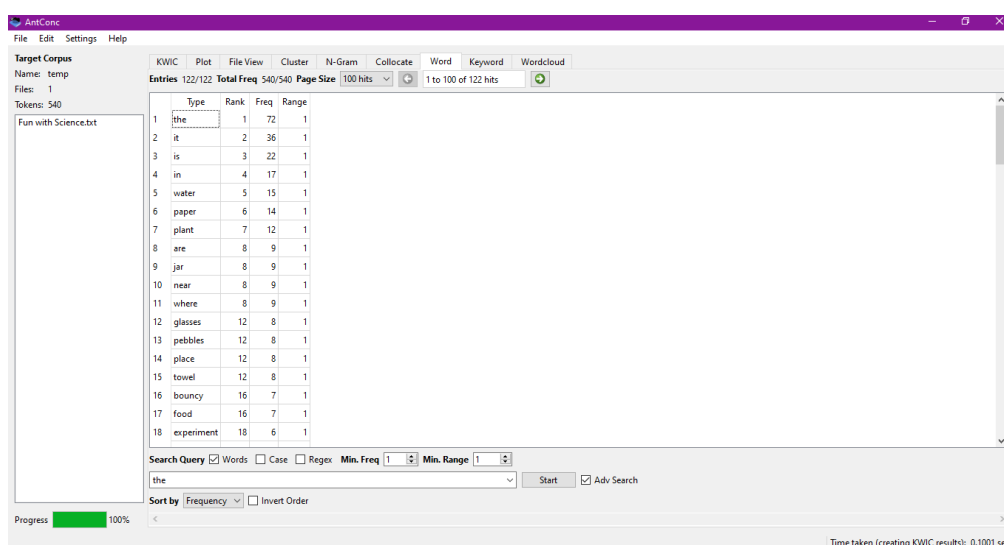 AntConc
File Edit Settings Help
Target Corpus
Name: temp
Files: 1
Tokens: 540
Fun with Science.txt
Progress 100%
KWIC Plot File View Cluster N-Gram Collocate Word Keyword Wordcloud
Entries 122/122 Total Freq 540/540 Page Size 100 hits 1 to 100 of 122 hits
Type Rank Freq Range
1 the 1 72 1
2 it 2 36 1
3 is 3 22 1
4 in 4 17 1
5 water 5 15 1
6 paper 6 14 1
7 plant 7 12 1
8 are 8 9 1
9 jar 8 9 1
10 near 8 9 1
11 where 8 9 1
12 glasses 12 8 1
13 pebbles 12 8 1
14 place 12 8 1
15 towel 12 8 1
16 bouncy 16 7 1
17 food 16 7 1
18 experiment 18 6 1
Search Query Words Case Regex Min. Freq 1 Min. Range 1
the Start Adv Search
Sort by Frequency Invert Order
Time taken (creating KWIC results): 0.1001 se